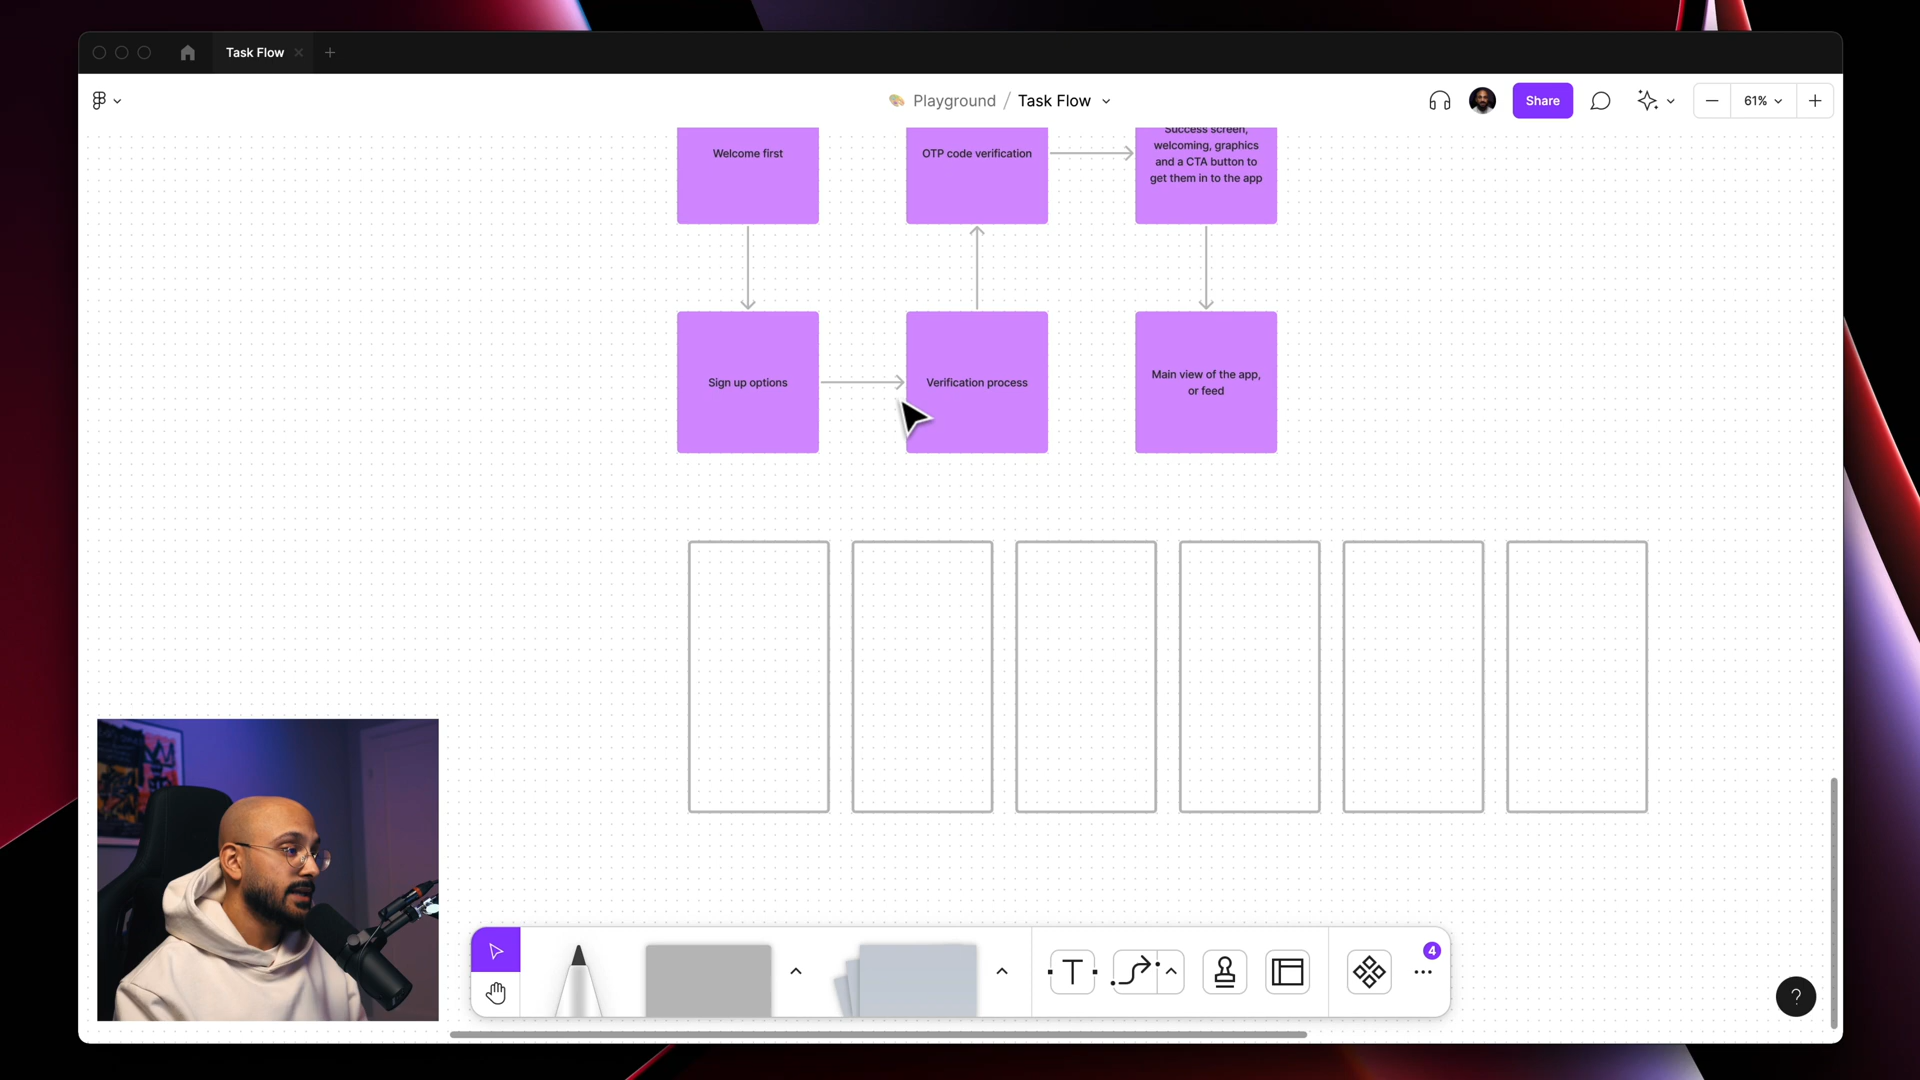 Task Flow
Playground / Task Flow
Share
61%
Welcome first
OTP code verification
Success screen,
welcoming, graphics
and a CTA button to
get them in to the app
Sign up options
Verification process
Main view of the app,
or feed
T
4
?